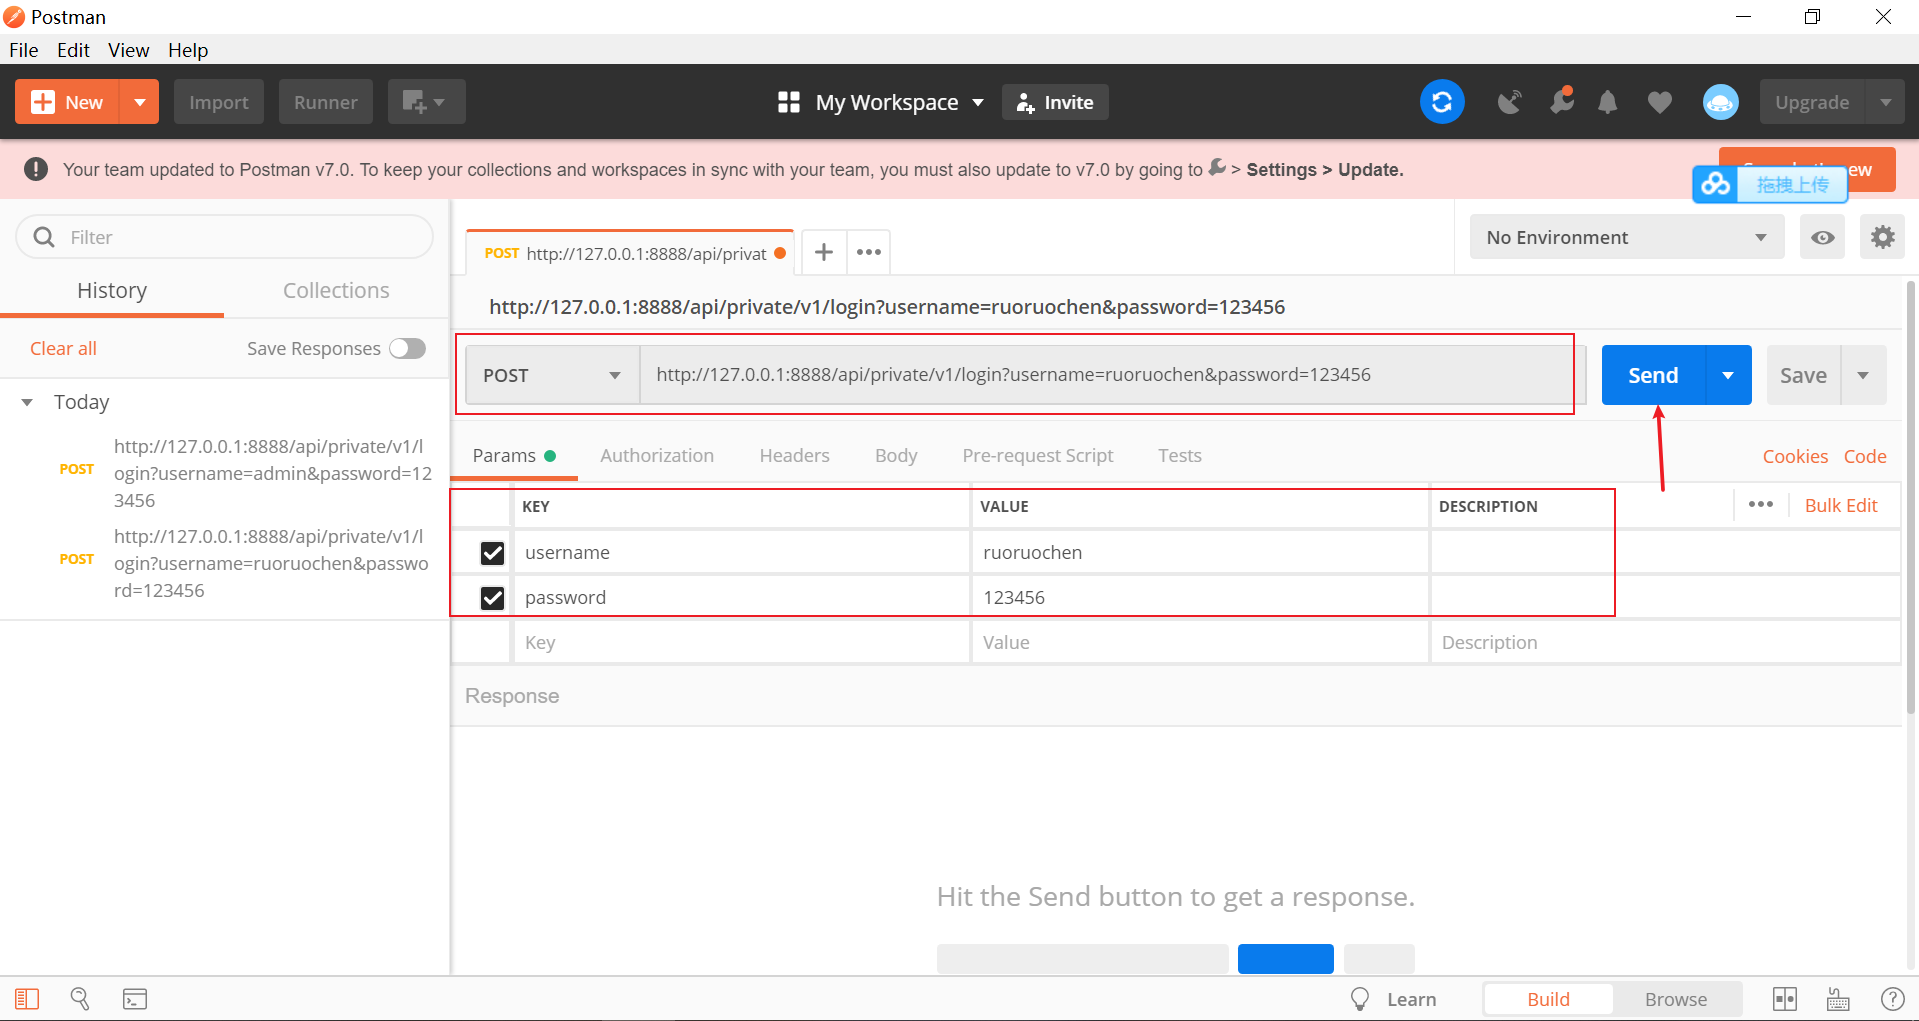 Postman
File Edit View Help
New Import Runner My Workspace Invite Upgrade
Your team updated to Postman v7.0. To keep your collections and workspaces in sync with your team, you must also update to v7.0 by going to > Settings > Update.
拖拽上传
Filter
History Collections
Clear all Save Responses
Today
POST http://127.0.0.1:8888/api/private/v1/l
ogin?username=admin&password=12
3456
POST http://127.0.0.1:8888/api/private/v1/l
ogin?username=ruoruochen&passwo
rd=123456
POST http://127.0.0.1:8888/api/privat
No Environment
http://127.0.0.1:8888/api/private/v1/login?username=ruoruochen&password=123456
POST http://127.0.0.1:8888/api/private/v1/login?username=ruoruochen&password=123456 Send Save
Params Authorization Headers Body Pre-request Script Tests Cookies Code
KEY VALUE DESCRIPTION Bulk Edit
username ruoruochen
password 123456
Key Value Description
Response
Hit the Send button to get a response.
Learn Build Browse